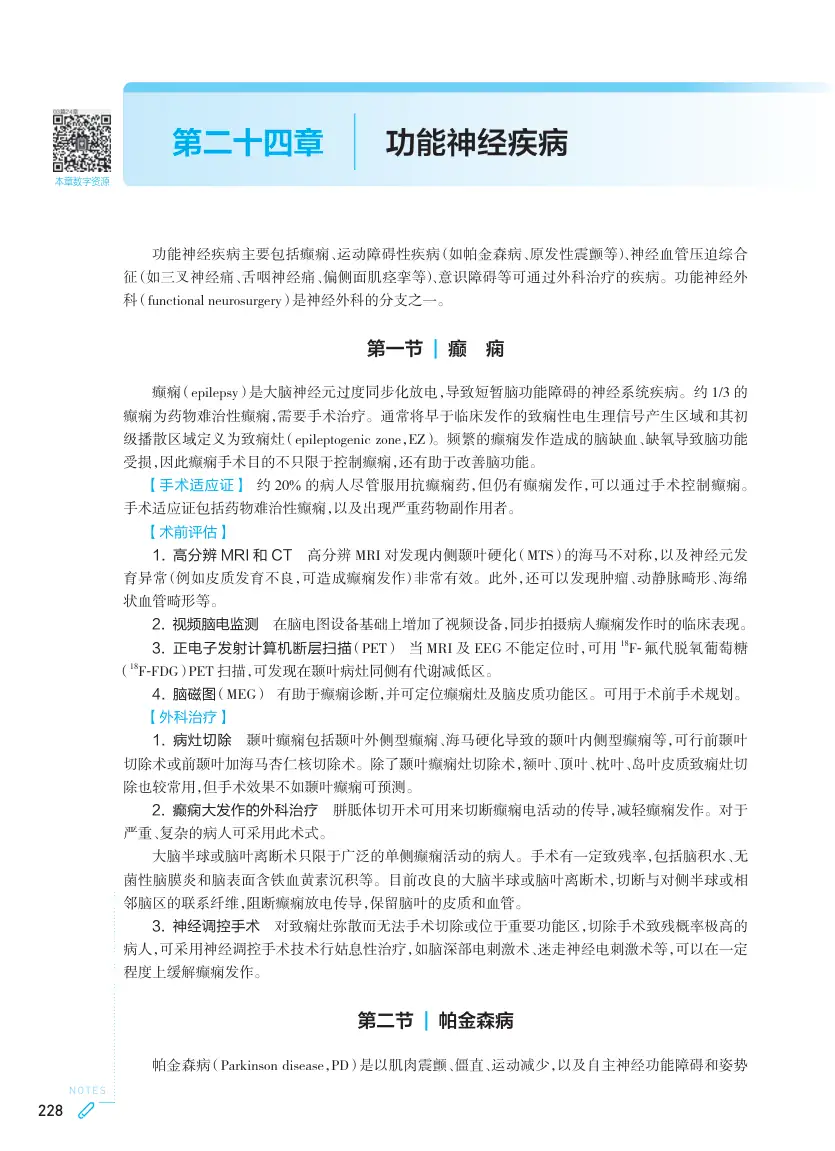 第二十四章
功能神经疾病
本章数字资源
功能神经疾病主要包括癫痫、运动障碍性疾病(如帕金森病、原发性震颤等)、神经血管压迫综合
征(如三叉神经痛、舌咽神经痛、偏侧面肌痉挛等)、意识障碍等可通过外科治疗的疾病。功能神经外
科(functional neurosurgery)是神经外科的分支之一。
第一节 | 癫 痫
癫痫(epilepsy)是大脑神经元过度同步化放电,导致短暂脑功能障碍的神经系统疾病。约 1/3 的
癫痫为药物难治性癫痫,需要手术治疗。通常将早于临床发作的致痫性电生理信号产生区域和其初
级播散区域定义为致痫灶(epileptogenic zone,EZ)。频繁的癫痫发作造成的脑缺血、缺氧导致脑功能
受损,因此癫痫手术目的不只限于控制癫痫,还有助于改善脑功能。
【手术适应证】 约 20% 的病人尽管服用抗癫痫药,但仍有癫痫发作,可以通过手术控制癫痫。
手术适应证包括药物难治性癫痫,以及出现严重药物副作用者。
【术前评估】
1. 高分辨 MRI 和 CT 高分辨 MRI 对发现内侧颞叶硬化(MTS)的海马不对称,以及神经元发
育异常(例如皮质发育不良,可造成癫痫发作)非常有效。此外,还可以发现肿瘤、动静脉畸形、海绵
状血管畸形等。
2. 视频脑电监测 在脑电图设备基础上增加了视频设备,同步拍摄病人癫痫发作时的临床表现。
3. 正电子发射计算机断层扫描(PET) 当 MRI 及 EEG 不能定位时,可用 ¹⁸F- 氟代脱氧葡萄糖
(¹⁸F-FDG)PET 扫描,可发现在颞叶病灶同侧有代谢减低区。
4. 脑磁图(MEG) 有助于癫痫诊断,并可定位癫痫灶及脑皮质功能区。可用于术前手术规划。
【外科治疗】
1. 病灶切除 颞叶癫痫包括颞叶外侧型癫痫、海马硬化导致的颞叶内侧型癫痫等,可行前颞叶
切除术或前颞叶加海马杏仁核切除术。除了颞叶癫痫灶切除术,额叶、顶叶、枕叶、岛叶皮质致痫灶切
除也较常用,但手术效果不如颞叶癫痫可预测。
2. 癫痫大发作的外科治疗 胼胝体切开术可用来切断癫痫电活动的传导,减轻癫痫发作。对于
严重、复杂的病人可采用此术式。
大脑半球或脑叶离断术只限于广泛的单侧癫痫活动的病人。手术有一定致残率,包括脑积水、无
菌性脑膜炎和脑表面含铁血黄素沉积等。目前改良的大脑半球或脑叶离断术,切断与对侧半球或相
邻脑区的联系纤维,阻断癫痫放电传导,保留脑叶的皮质和血管。
3. 神经调控手术 对致痫灶弥散而无法手术切除或位于重要功能区,切除手术致残概率极高的
病人,可采用神经调控手术技术行姑息性治疗,如脑深部电刺激术、迷走神经电刺激术等,可以在一定
程度上缓解癫痫发作。
第二节 | 帕金森病
帕金森病(Parkinson disease,PD)是以肌肉震颤、僵直、运动减少,以及自主神经功能障碍和姿势
NOTES
228